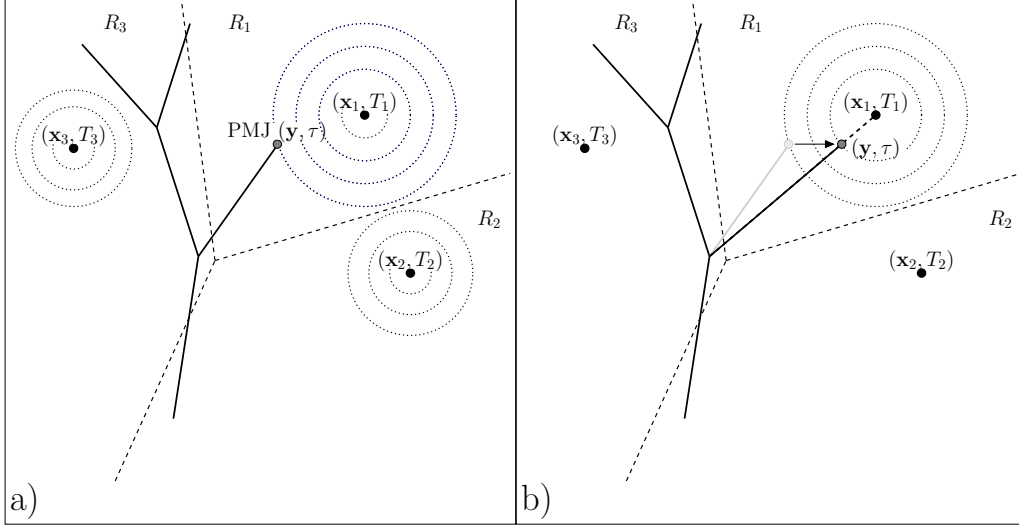 R₃ R₁
(x₁, T₁)
PMJ (y, τ)
(x₃, T₃)
R₂
(x₂, T₂)
a)
R₃ R₁
(x₁, T₁)
(x₃, T₃)
(y, τ)
R₂
(x₂, T₂)
b)